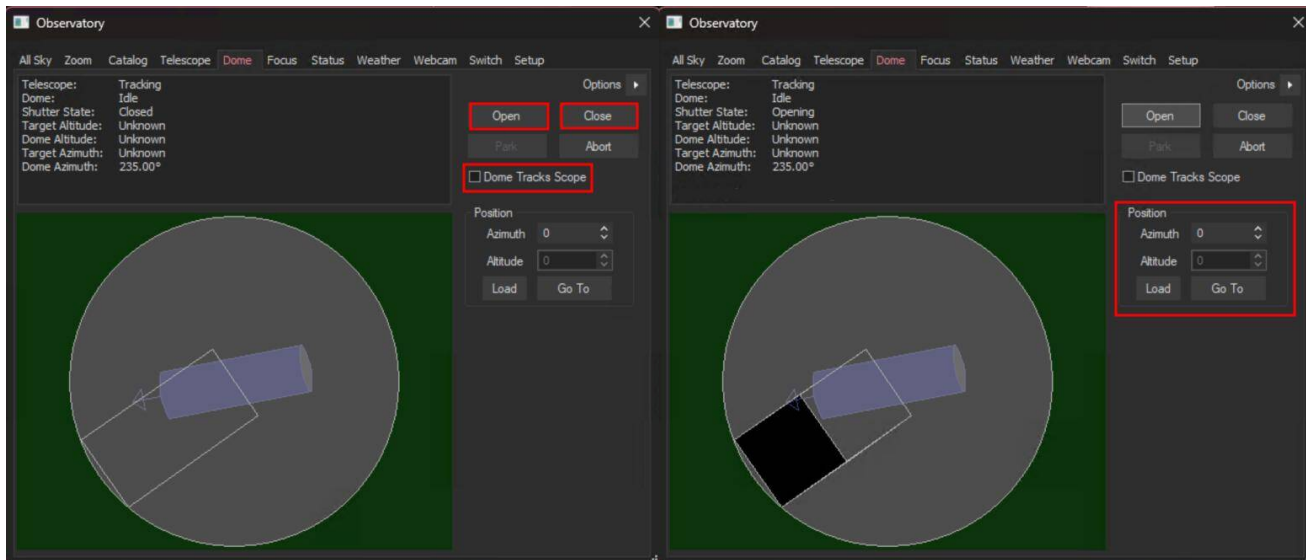 Observatory
All Sky Zoom Catalog Telescope Dome Focus Status Weather Webcam Switch Setup
Telescope: Tracking
Dome: Idle
Shutter State: Closed
Target Altitude: Unknown
Dome Altitude: Unknown
Target Azimuth: Unknown
Dome Azimuth: 235.00°
Options
Open Close
Park Abort
Dome Tracks Scope
Position
Azimuth 0
Altitude 0
Load Go To
Observatory
All Sky Zoom Catalog Telescope Dome Focus Status Weather Webcam Switch Setup
Telescope: Tracking
Dome: Idle
Shutter State: Opening
Target Altitude: Unknown
Dome Altitude: Unknown
Target Azimuth: Unknown
Dome Azimuth: 235.00°
Options
Open Close
Park Abort
Dome Tracks Scope
Position
Azimuth 0
Altitude 0
Load Go To